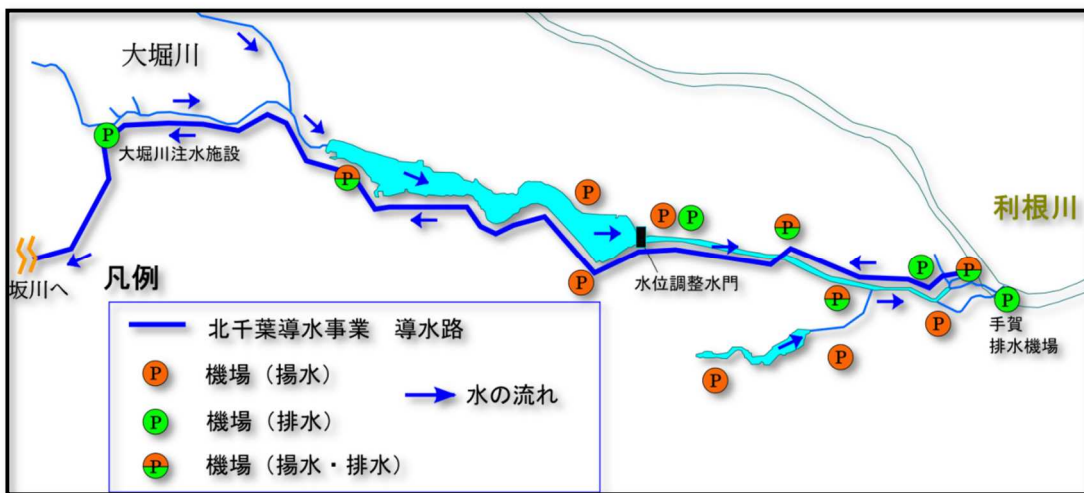 大堀川
P
大堀川注水施設
P
P
P
P
P
利根川
P
P
P
水位調整水門
P
坂川へ
P
P
P
手賀
排水機場
P
P
凡例
北千葉導水事業　導水路
P 機場（揚水）
水の流れ
P 機場（排水）
P 機場（揚水・排水）